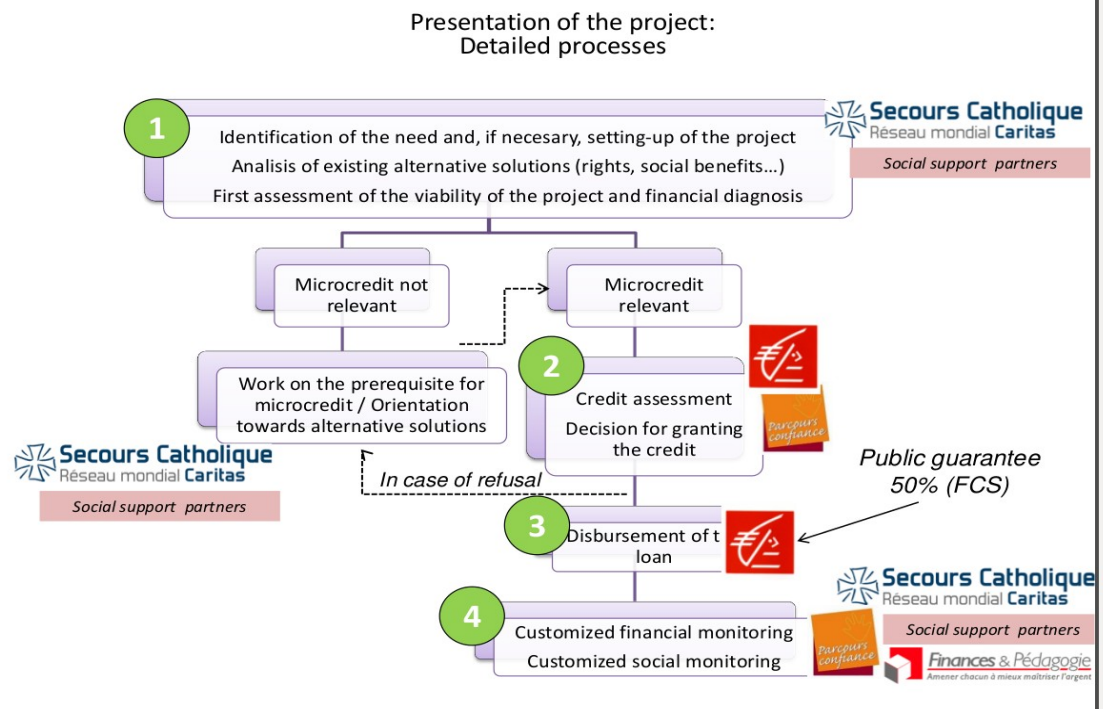 Presentation of the project:
Detailed processes
1
Identification of the need and, if necesary, setting-up of the project
Analisis of existing alternative solutions (rights, social benefits...)
First assessment of the viability of the project and financial diagnosis
Secours Catholique
Réseau mondial Caritas
Social support partners
Microcredit not
relevant
Microcredit
relevant
Work on the prerequisite for
microcredit / Orientation
towards alternative solutions
Secours Catholique
Réseau mondial Caritas
Social support partners
2
Credit assessment
Decision for granting
the credit
Parcours
confiance
In case of refusal
Public guarantee
50% (FCS)
3
Disbursement of t
loan
4
Customized financial monitoring
Customized social monitoring
Parcours
confiance
Secours Catholique
Réseau mondial Caritas
Social support partners
Finances & Pédagogie
Amener chacun à mieux maîtriser l'argent